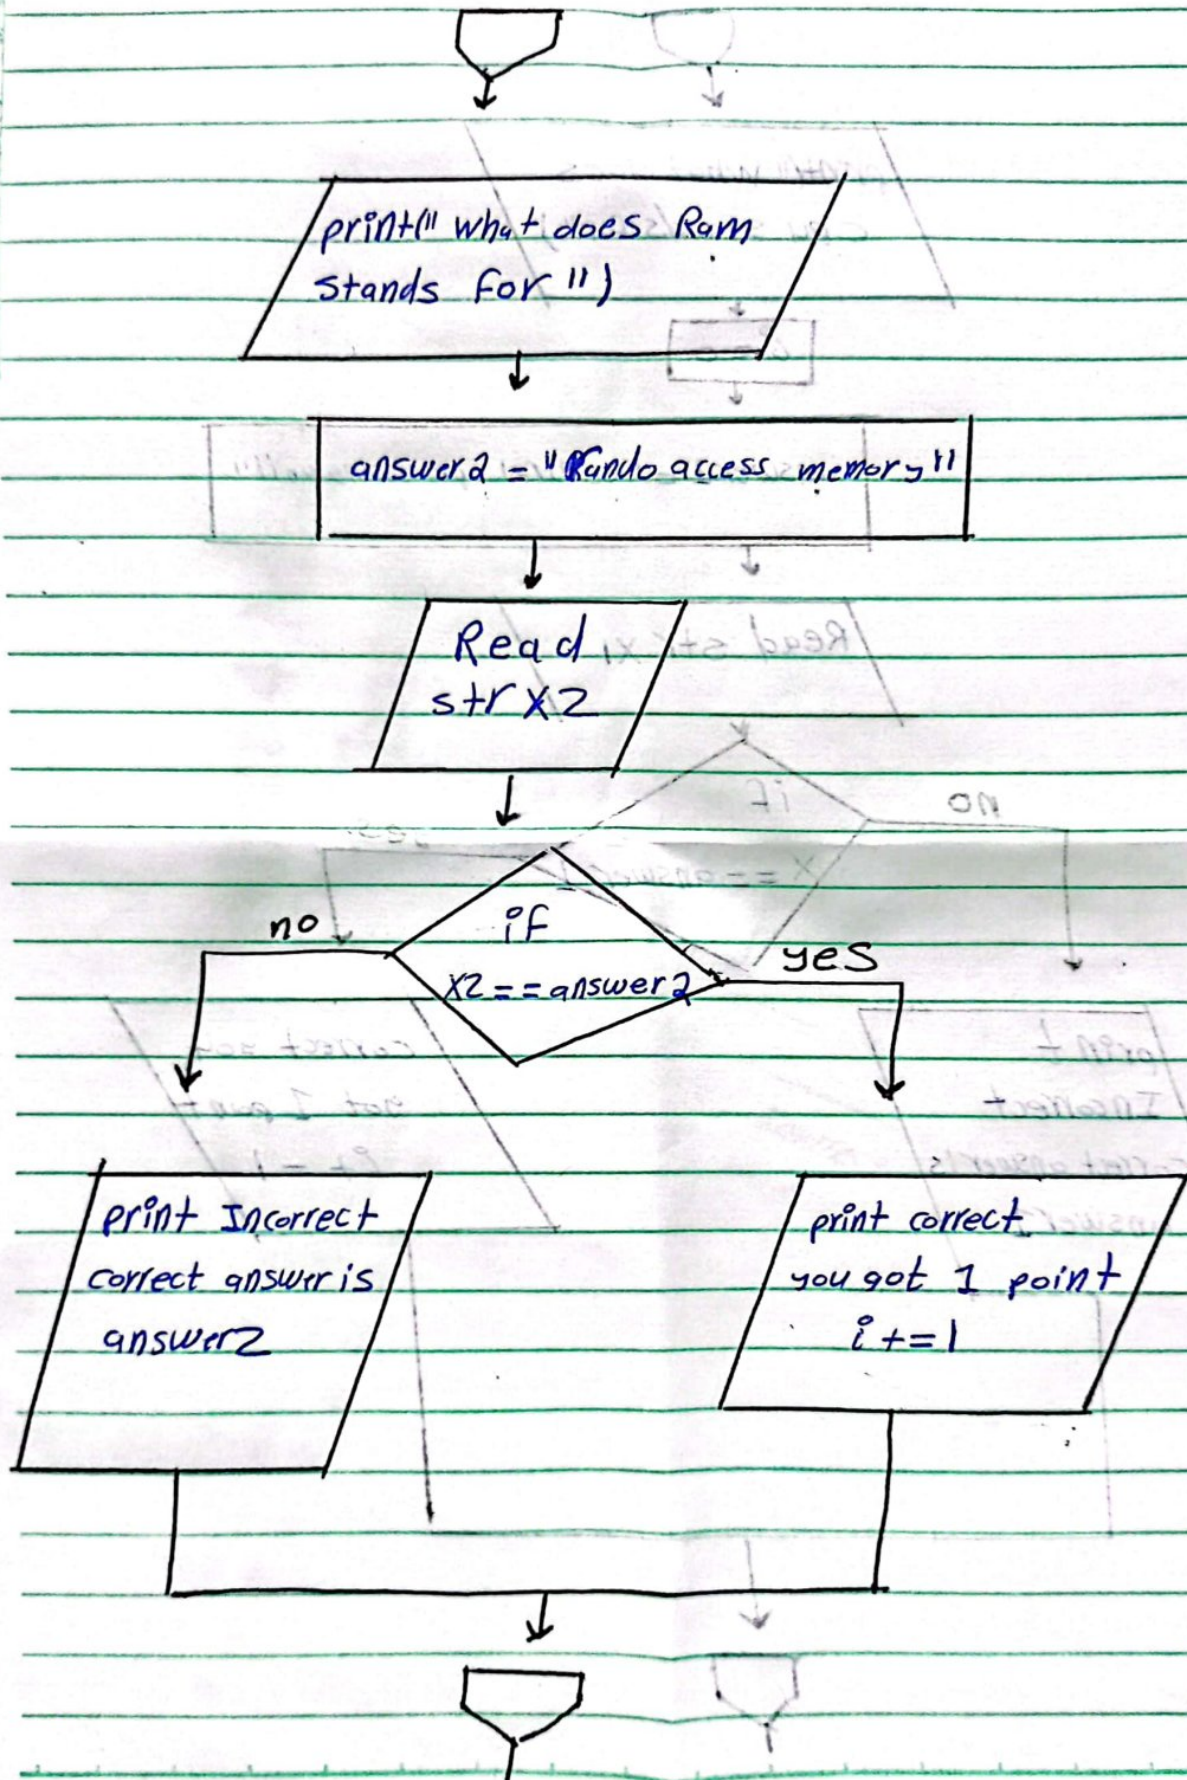 print(" what does Ram
stands for ")
answer2 = "Rando access memory"
Read
str x2
if
x2 == answer2
no
yes
print Incorrect
correct answer is
answer2
print correct
you got 1 point
i += 1